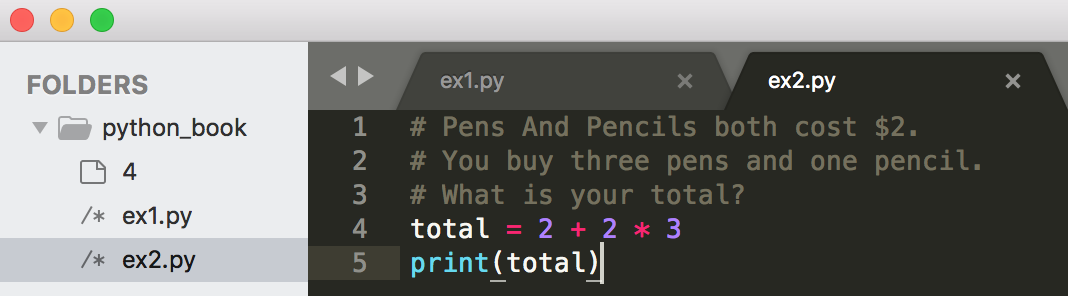 FOLDERS
python_book
4
/* ex1.py
/* ex2.py
ex1.py ×
ex2.py ×
1 # Pens And Pencils both cost $2.
2 # You buy three pens and one pencil.
3 # What is your total?
4 total = 2 + 2 * 3
5 print(total)